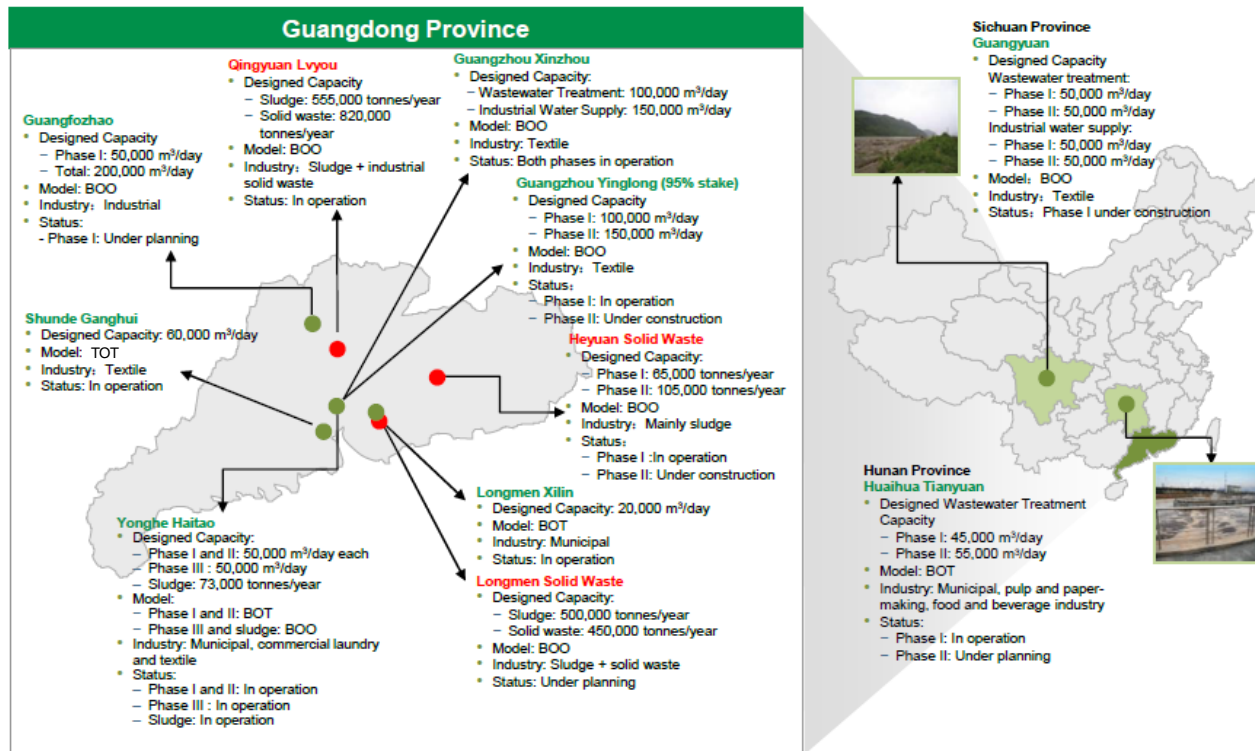 Guangdong Province
Qingyuan Lvyou
• Designed Capacity
– Sludge: 555,000 tonnes/year
– Solid waste: 820,000
tonnes/year
• Model: BOO
• Industry: Sludge + industrial
solid waste
• Status: In operation
Guangzhou Xinzhou
• Designed Capacity:
– Wastewater Treatment: 100,000 m³/day
– Industrial Water Supply: 150,000 m³/day
• Model: BOO
• Industry: Textile
• Status: Both phases in operation
Guangfozhao
• Designed Capacity
– Phase I: 50,000 m³/day
– Total: 200,000 m³/day
• Model: BOO
• Industry: Industrial
• Status:
- Phase I: Under planning
Guangzhou Yinglong (95% stake)
• Designed Capacity
– Phase I: 100,000 m³/day
– Phase II: 150,000 m³/day
• Model: BOO
• Industry: Textile
• Status:
– Phase I: In operation
– Phase II: Under construction
Shunde Ganghui
• Designed Capacity: 60,000 m³/day
• Model: TOT
• Industry: Textile
• Status: In operation
Heyuan Solid Waste
• Designed Capacity:
– Phase I: 65,000 tonnes/year
– Phase II: 105,000 tonnes/year
• Model: BOO
• Industry: Mainly sludge
• Status:
– Phase I :In operation
– Phase II: Under construction
Yonghe Haitao
• Designed Capacity:
– Phase I and II: 50,000 m³/day each
– Phase III : 50,000 m³/day
– Sludge: 73,000 tonnes/year
• Model:
– Phase I and II: BOT
– Phase III and sludge: BOO
• Industry: Municipal, commercial laundry
and textile
• Status:
– Phase I and II: In operation
– Phase III : In operation
– Sludge: In operation
Longmen Xilin
• Designed Capacity: 20,000 m³/day
• Model: BOT
• Industry: Municipal
• Status: In operation
Longmen Solid Waste
• Designed Capacity:
– Sludge: 500,000 tonnes/year
– Solid waste: 450,000 tonnes/year
• Model: BOO
• Industry: Sludge + solid waste
• Status: Under planning
Sichuan Province
Guangyuan
• Designed Capacity
Wastewater treatment:
– Phase I: 50,000 m³/day
– Phase II: 50,000 m³/day
Industrial water supply:
– Phase I: 50,000 m³/day
– Phase II: 50,000 m³/day
• Model: BOO
• Industry: Textile
• Status: Phase I under construction
Hunan Province
Huaihua Tianyuan
• Designed Wastewater Treatment
Capacity
– Phase I: 45,000 m³/day
– Phase II: 55,000 m³/day
• Model: BOT
• Industry: Municipal, pulp and paper-
making, food and beverage industry
• Status:
– Phase I: In operation
– Phase II: Under planning